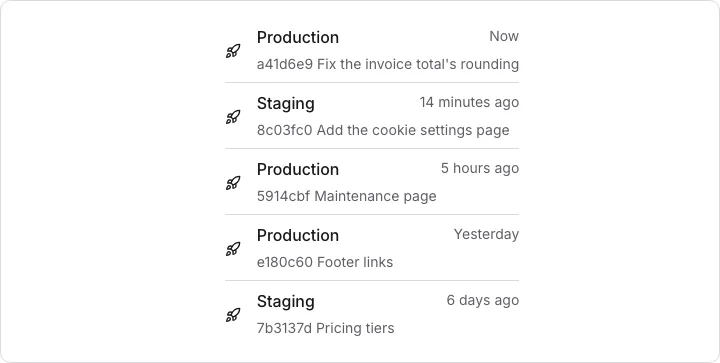 Production
Now
a41d6e9 Fix the invoice total's rounding
Staging
14 minutes ago
8c03fc0 Add the cookie settings page
Production
5 hours ago
5914cbf Maintenance page
Production
Yesterday
e180c60 Footer links
Staging
6 days ago
7b3137d Pricing tiers